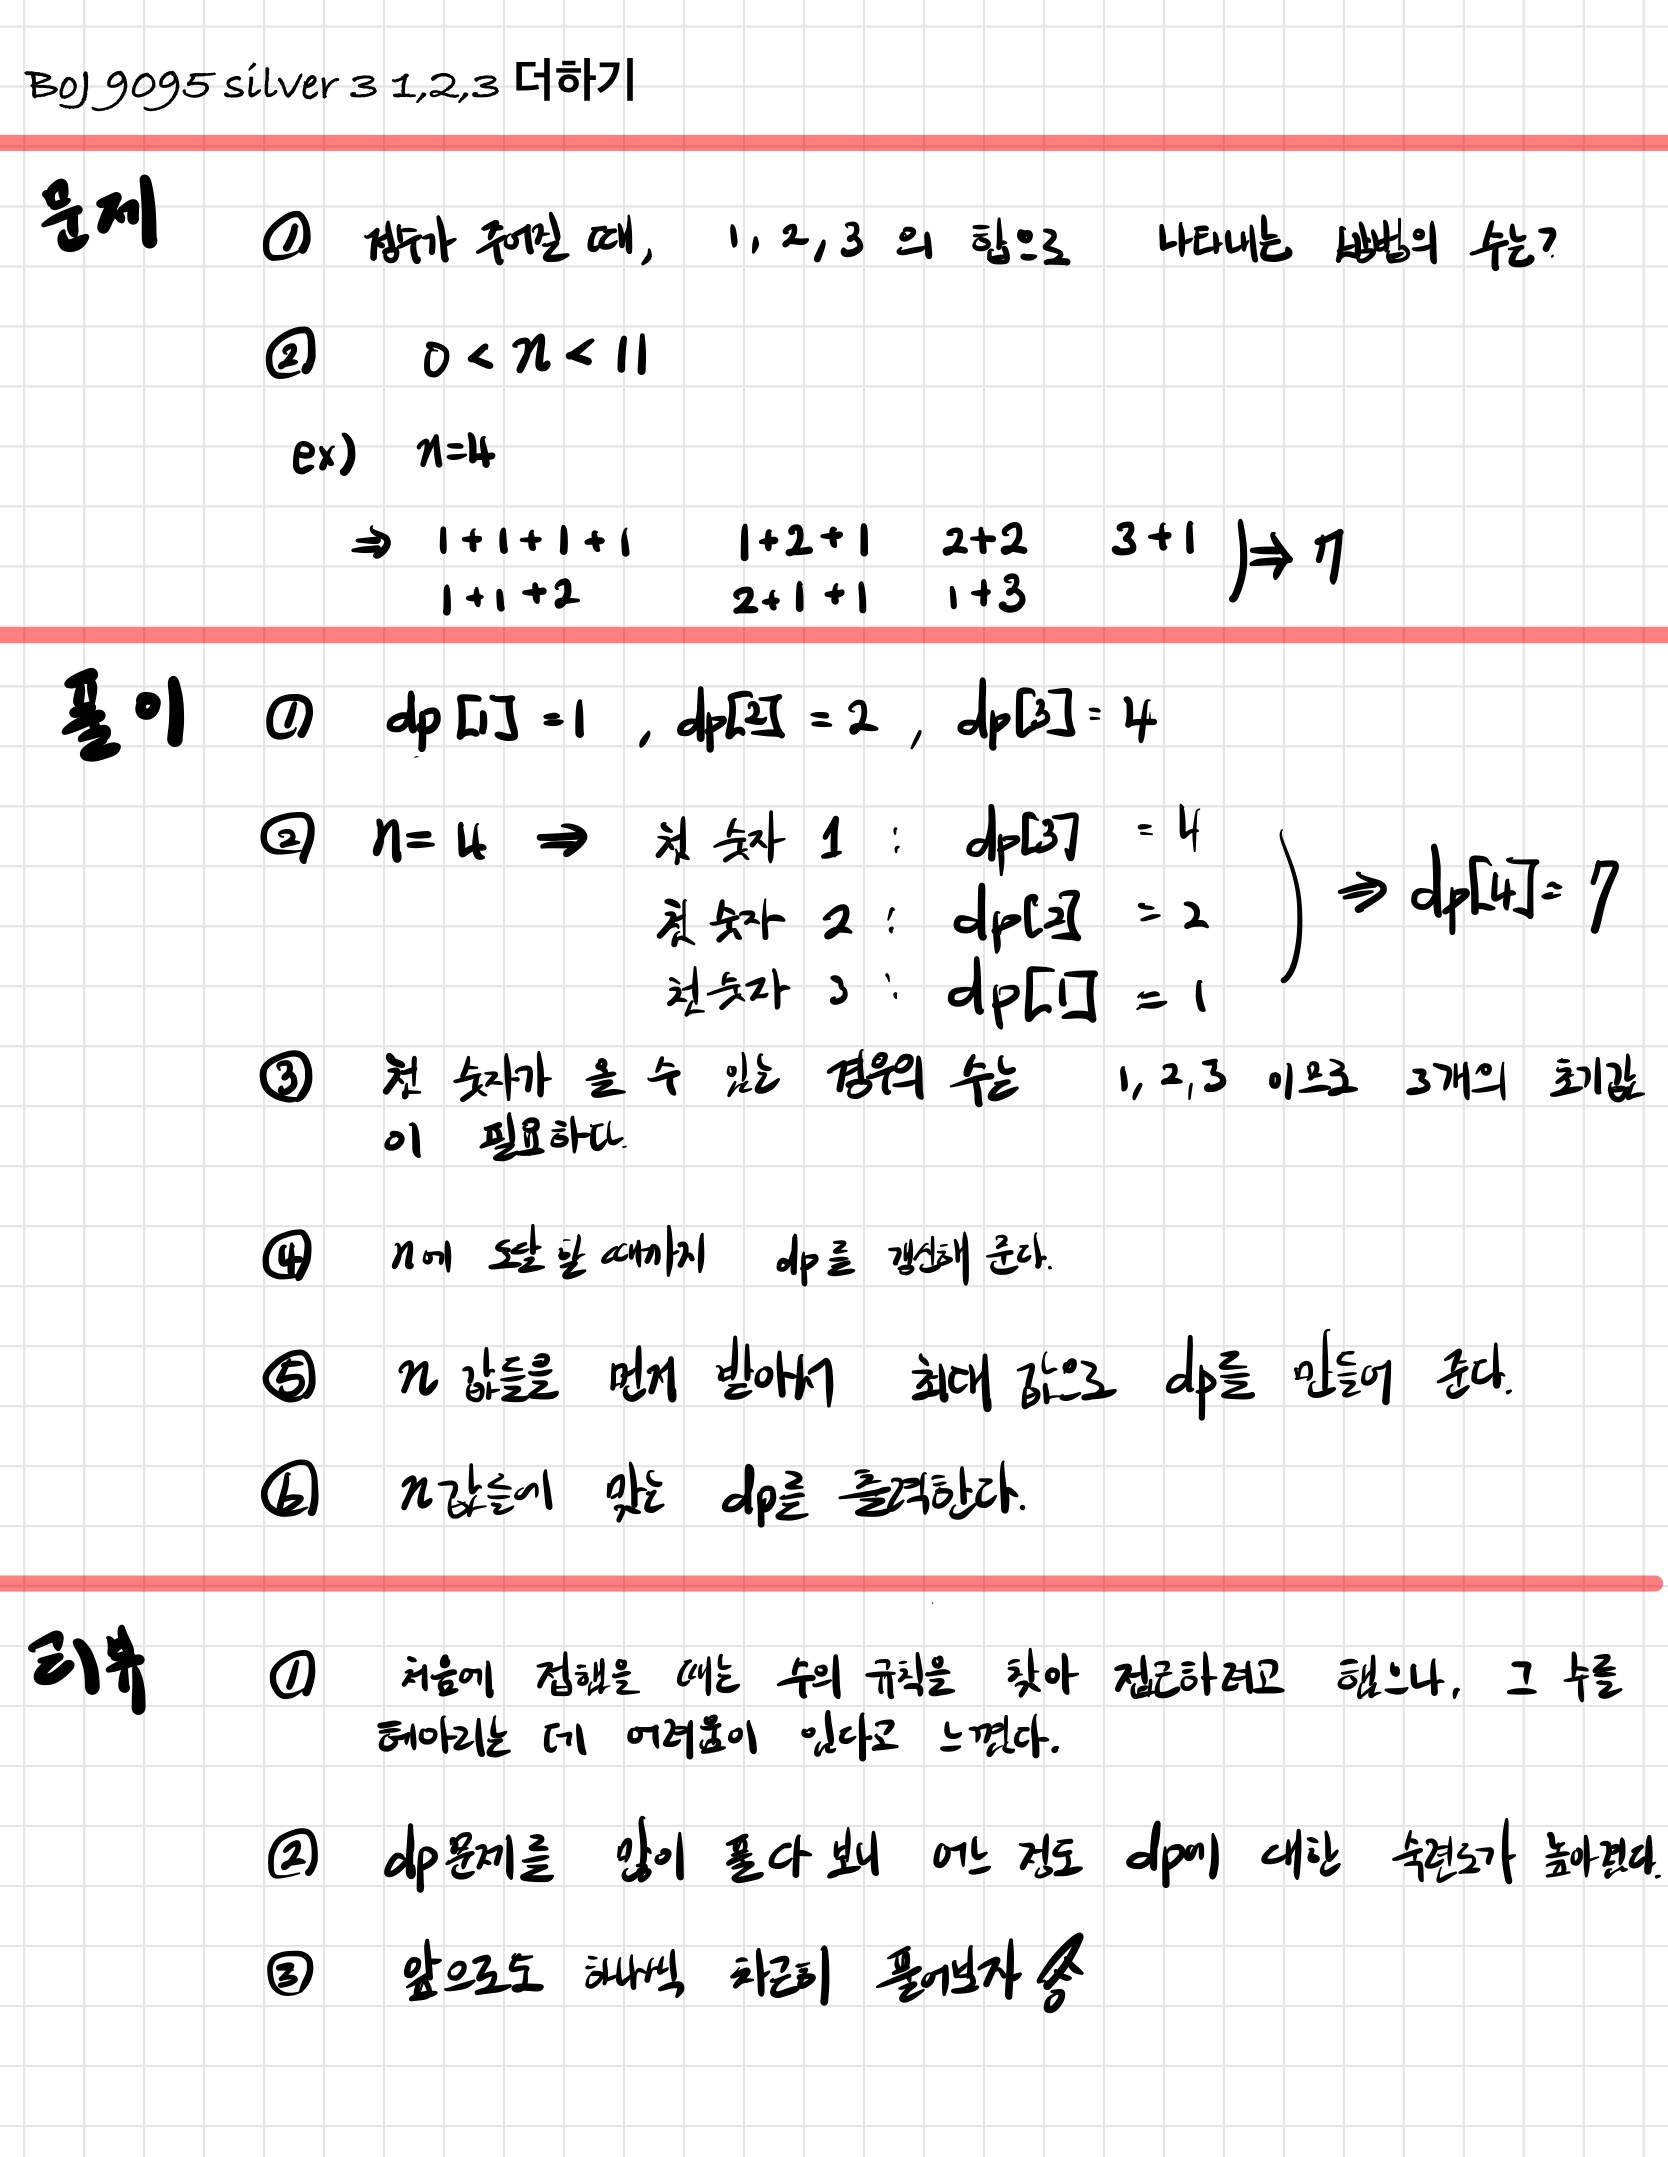 BOJ 9095 silver 3 1,2,3 더하기
문제
① 정수가 주어질 때, 1, 2, 3 의 합으로 나타내는 방법의 수는?
② 0 < n < 11
ex) n=4
⇒ 1+1+1+1 1+2+1 2+2 3+1 ) ⇒ 7
1+1+2 2+1+1 1+3
풀이
① dp[1] =1 , dp[2] = 2 , dp[3] = 4
② n= 4 ⇒ 첫 숫자 1 : dp[3] = 4
첫 숫자 2 : dp[2] = 2 ) ⇒ dp[4] = 7
첫숫자 3 : dp[1] = 1
③ 첫 숫자가 올 수 있는 경우의 수는 1, 2, 3 이므로 3개의 초기값
이 필요하다.
④ n에 도달 할 때까지 dp를 갱신해 준다.
⑤ n 값들을 먼저 받아서 최대 값으로 dp를 만들어 준다.
⑥ n값들에 맞는 dp를 출력한다.
리뷰
① 처음에 접했을 때는 수의 규칙을 찾아 접근하려고 했으나, 그 수를
헤아리는 데 어려움이 있다고 느꼈다.
② dp문제를 많이 풀다 보니 어느 정도 dp에 대한 숙련도가 높아졌다.
③ 앞으로도 하나씩 차근히 풀어보자